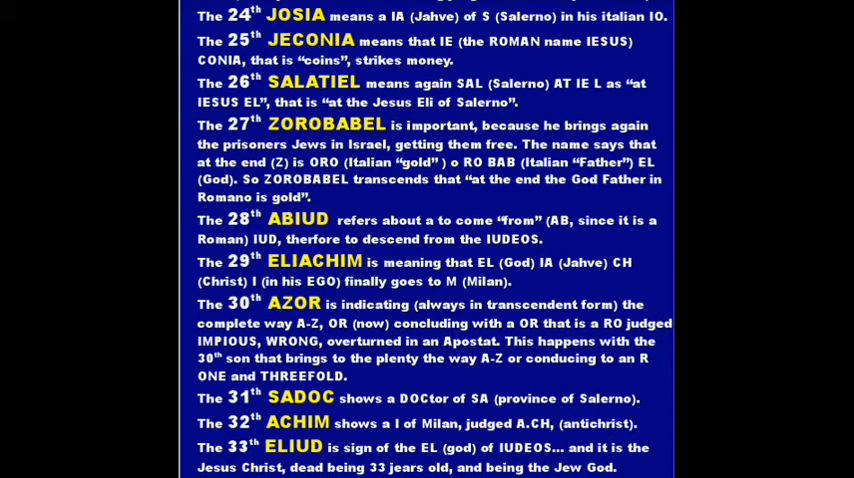 The 24th JOSIA means a IA (Jahve) of S (Salerno) in his italian IO.
The 25th JECONIA means that IE (the ROMAN name IESUS)
CONIA, that is “coins”, strikes money.
The 26th SALATIEL means again SAL (Salerno) AT IE L as “at
IESUS EL”, that is “at the Jesus Eli of Salerno”.
The 27th ZOROBABEL is important, because he brings again
the prisoners Jews in Israel, getting them free. The name says that
at the end (Z) is ORO (Italian “gold” ) o RO BAB (Italian “Father”) EL
(God). So ZOROBABEL transcends that “at the end the God Father in
Romano is gold”.
The 28th ABIUD refers about a to come “from” (AB, since it is a
Roman) IUD, therfore to descend from the IUDEOS.
The 29th ELIACHIM is meaning that EL (God) IA (Jahve) CH
(Christ) I (in his EGO) finally goes to M (Milan).
The 30th AZOR is indicating (always in transcendent form) the
complete way A-Z, OR (now) concluding with a OR that is a RO judged
IMPIOUS, WRONG, overturned in an Apostat. This happens with the
30th son that brings to the plenty the way A-Z or conducing to an R
ONE and THREEFOLD.
The 31th SADOC shows a DOCtor of SA (province of Salerno).
The 32th ACHIM shows a I of Milan, judged A.CH, (antichrist).
The 33th ELIUD is sign of the EL (god) of IUDEOS... and it is the
Jesus Christ, dead being 33 jears old, and being the Jew God.